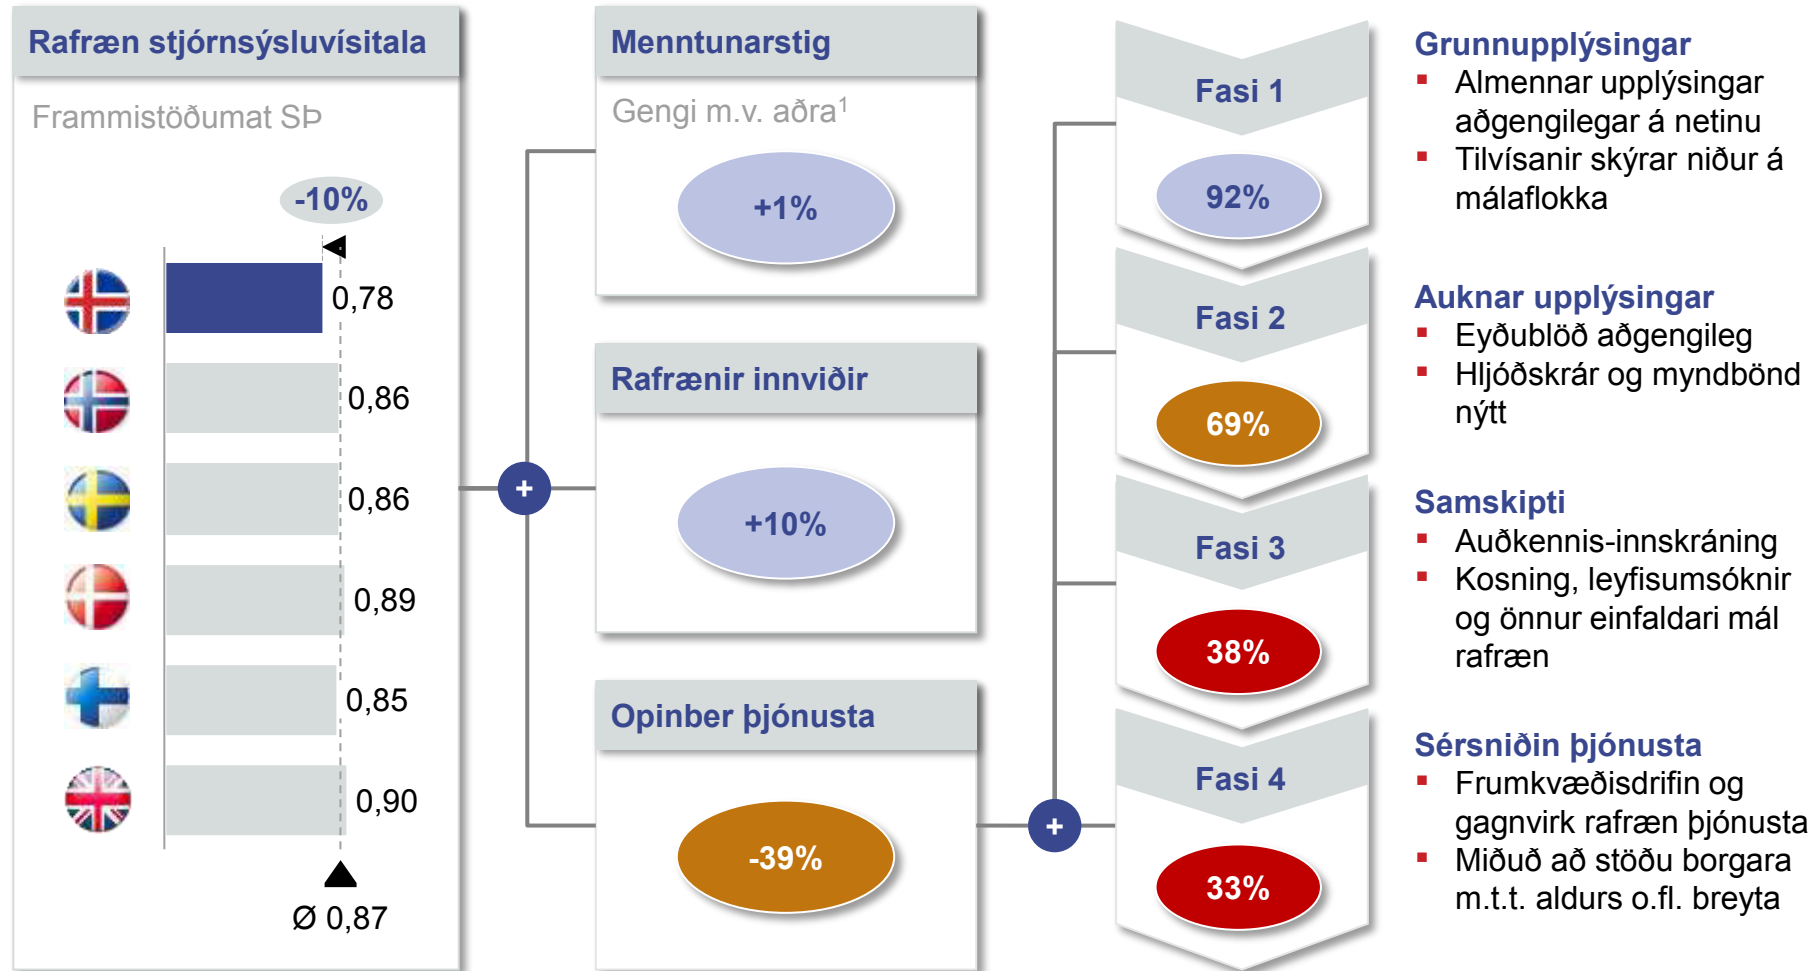 Rafræn stjórnsýsluvísitala
Frammistöðumat SÞ
-10%
0,78
0,86
0,86
0,89
0,85
0,90
Ø 0,87
+
Menntunarstig
Gengi m.v. aðra1
+1%
Rafrænir innviðir
+10%
Opinber þjónusta
-39%
+
Fasi 1
92%
Fasi 2
69%
Fasi 3
38%
Fasi 4
33%
Grunnupplýsingar
▪ Almennar upplýsingar
aðgengilegar á netinu
▪ Tilvísanir skýrar niður á
málaflokka
Auknar upplýsingar
▪ Eyðublöð aðgengileg
▪ Hljóðskrár og myndbönd
nýtt
Samskipti
▪ Auðkennis-innskráning
▪ Kosning, leyfisumsóknir
og önnur einfaldari mál
rafræn
Sérsniðin þjónusta
▪ Frumkvæðisdrifin og
gagnvirk rafræn þjónusta
▪ Miðuð að stöðu borgara
m.t.t. aldurs o.fl. breyta